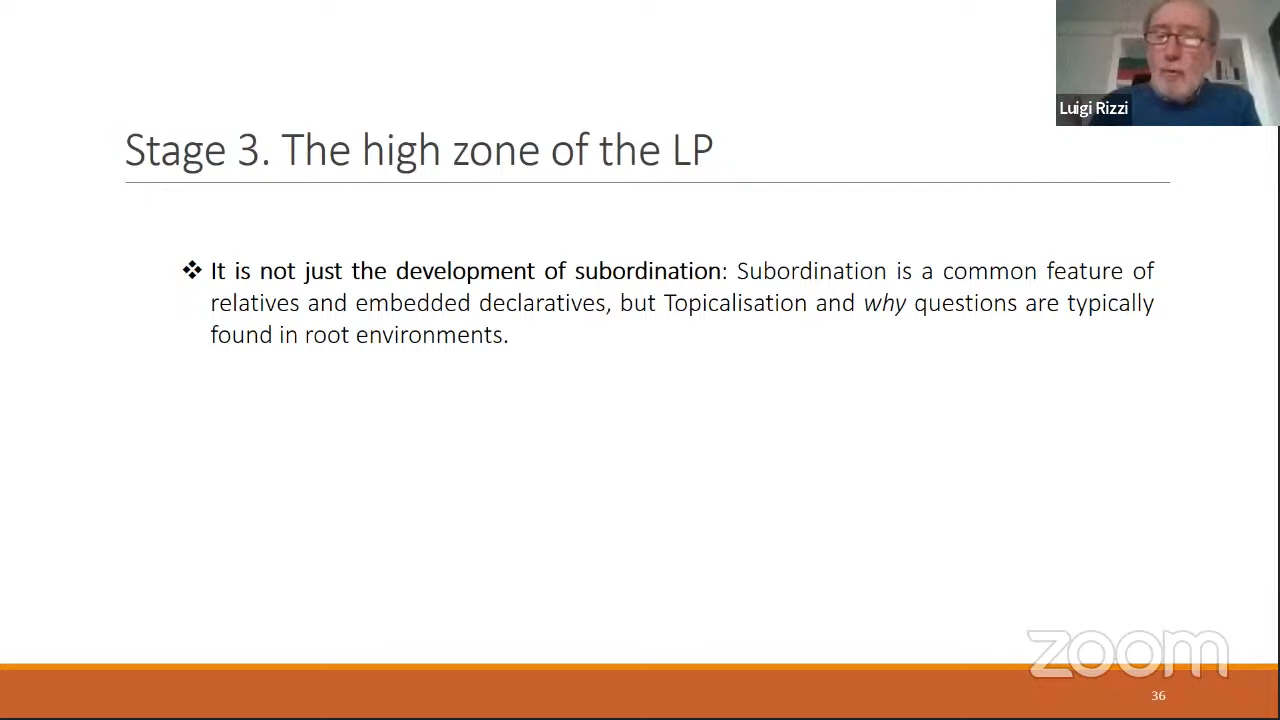 Luigi Rizzi
Stage 3. The high zone of the LP
❖ It is not just the development of subordination: Subordination is a common feature of
relatives and embedded declaratives, but Topicalisation and why questions are typically
found in root environments.
zoom
36